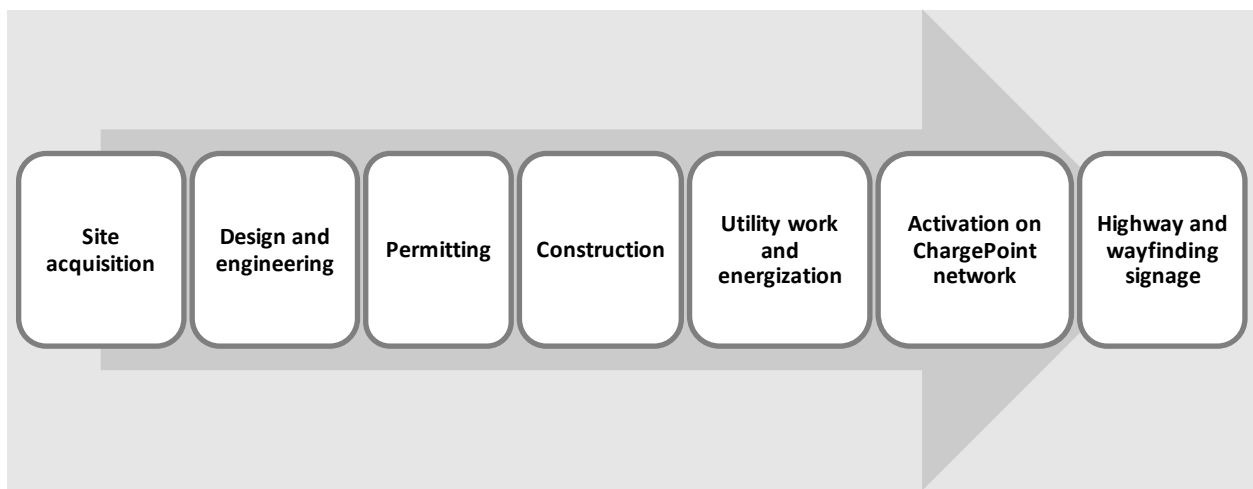 Site
acquisition
Design and
engineering
Permitting
Construction
Utility work
and
energization
Activation on
ChargePoint
network
Highway and
wayfinding
signage